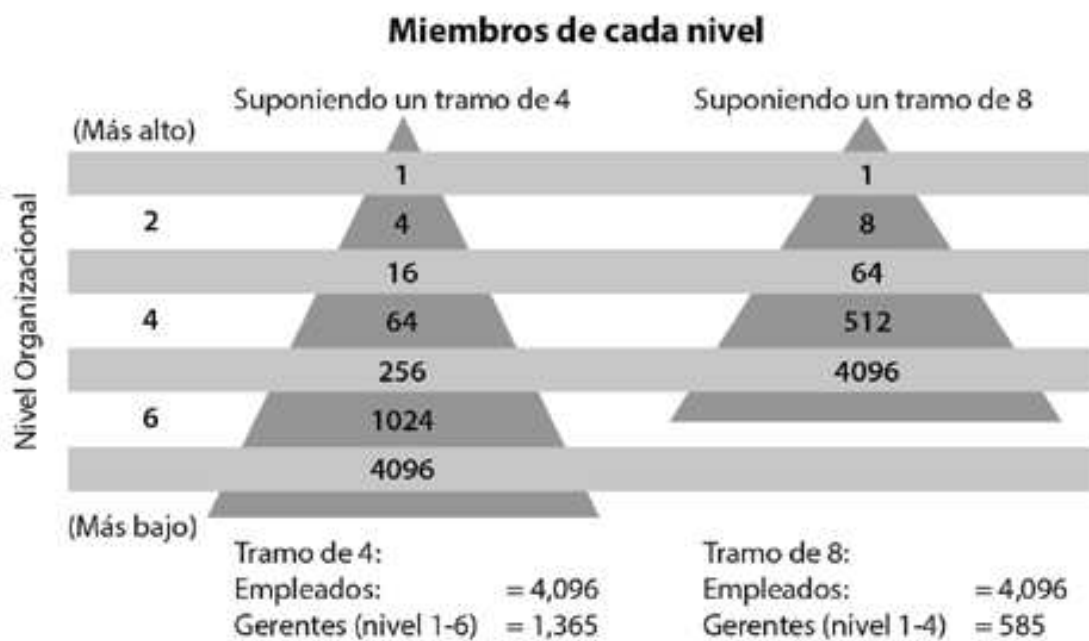 Miembros de cada nivel
Suponiendo un tramo de 4
Suponiendo un tramo de 8
(Más alto)
Nivel Organizacional
1 1
2 4 8
16 64
4 64 512
256 4096
6 1024
4096
(Más bajo)
Tramo de 4:
Empleados: = 4,096
Gerentes (nivel 1-6) = 1,365
Tramo de 8:
Empleados: = 4,096
Gerentes (nivel 1-4) = 585